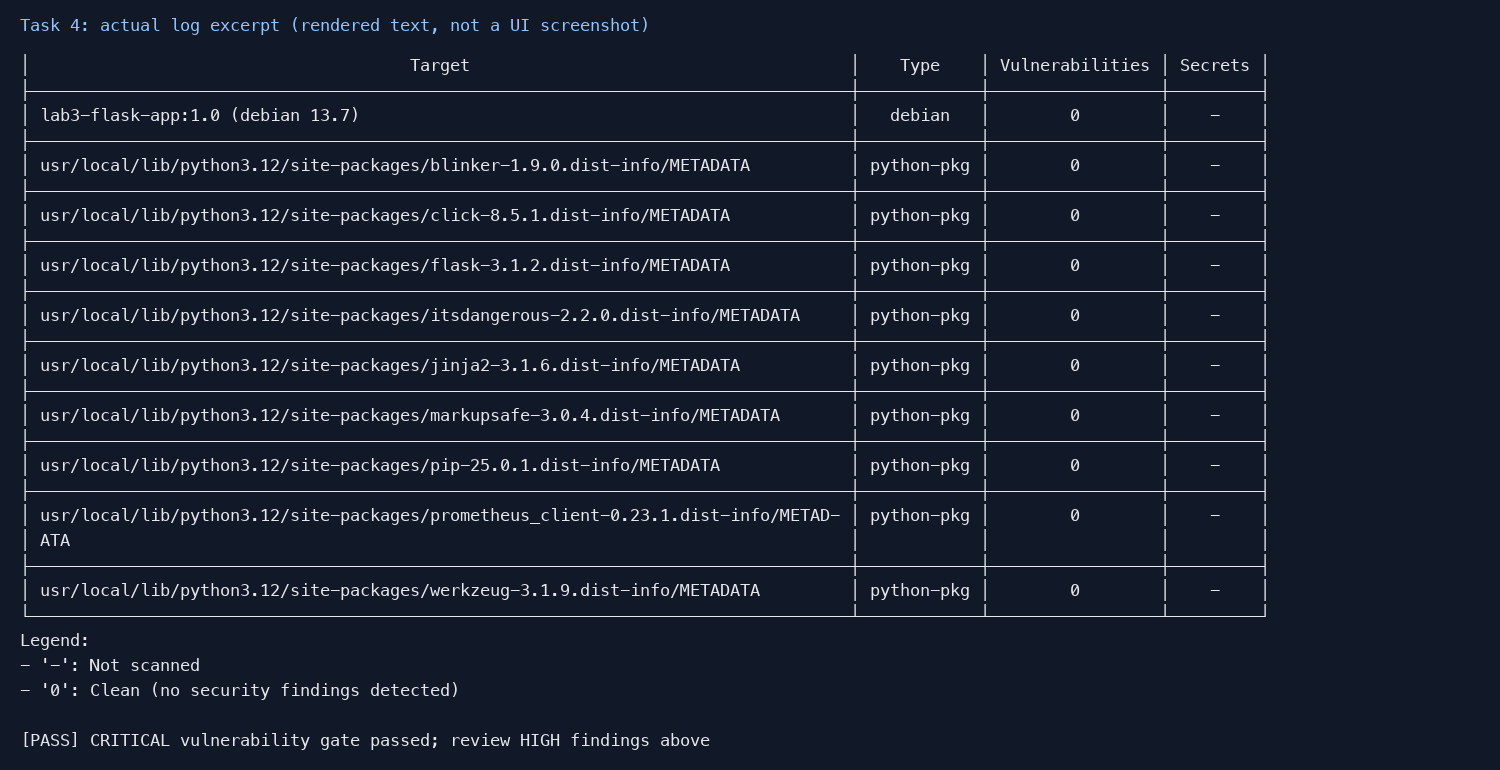 Task 4: actual log excerpt (rendered text, not a UI screenshot)
│ Target │ Type │ Vulnerabilities │ Secrets │
│ lab3-flask-app:1.0 (debian 13.7) │ debian │ 0 │ - │
│ usr/local/lib/python3.12/site-packages/blinker-1.9.0.dist-info/METADATA │ python-pkg │ 0 │ - │
│ usr/local/lib/python3.12/site-packages/click-8.5.1.dist-info/METADATA │ python-pkg │ 0 │ - │
│ usr/local/lib/python3.12/site-packages/flask-3.1.2.dist-info/METADATA │ python-pkg │ 0 │ - │
│ usr/local/lib/python3.12/site-packages/itsdangerous-2.2.0.dist-info/METADATA │ python-pkg │ 0 │ - │
│ usr/local/lib/python3.12/site-packages/jinja2-3.1.6.dist-info/METADATA │ python-pkg │ 0 │ - │
│ usr/local/lib/python3.12/site-packages/markupsafe-3.0.4.dist-info/METADATA │ python-pkg │ 0 │ - │
│ usr/local/lib/python3.12/site-packages/pip-25.0.1.dist-info/METADATA │ python-pkg │ 0 │ - │
│ usr/local/lib/python3.12/site-packages/prometheus_client-0.23.1.dist-info/METAD- │ python-pkg │ 0 │ - │
│ ATA │ │ │ │
│ usr/local/lib/python3.12/site-packages/werkzeug-3.1.9.dist-info/METADATA │ python-pkg │ 0 │ - │
Legend:
- '-': Not scanned
- '0': Clean (no security findings detected)
[PASS] CRITICAL vulnerability gate passed; review HIGH findings above